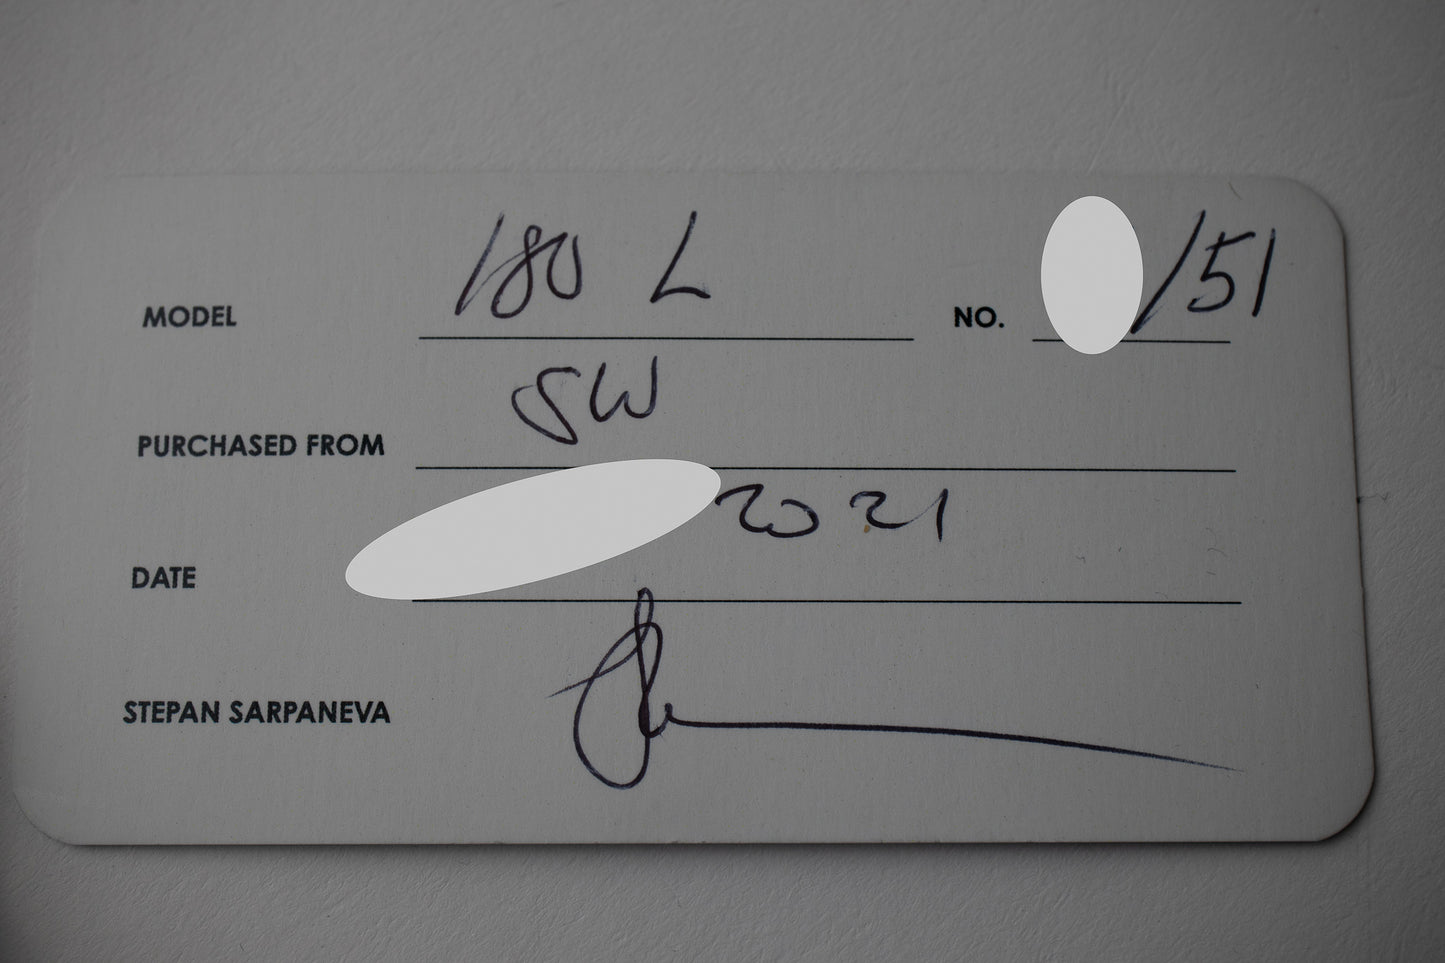 MODEL 180 L NO. /51
PURCHASED FROM SW
DATE 2021
STEPAN SARPANEVA